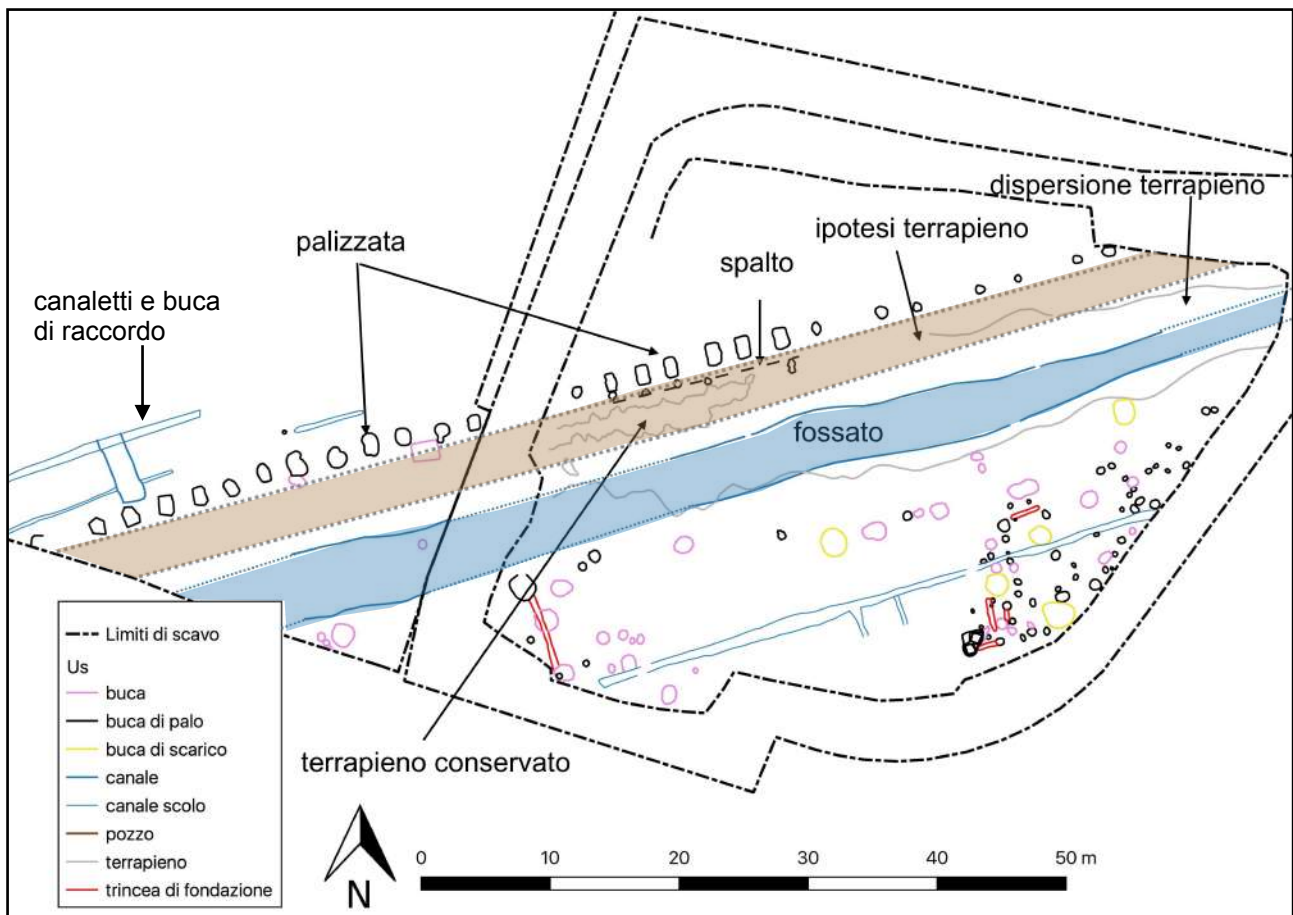 dispersione terrapieno
ipotesi terrapieno
palizzata
spalto
canaletti e buca
di raccordo
fossato
terrapieno conservato
Limiti di scavo
Us
buca
buca di palo
buca di scarico
canale
canale scolo
pozzo
terrapieno
trincea di fondazione
N
0 10 20 30 40 50 m